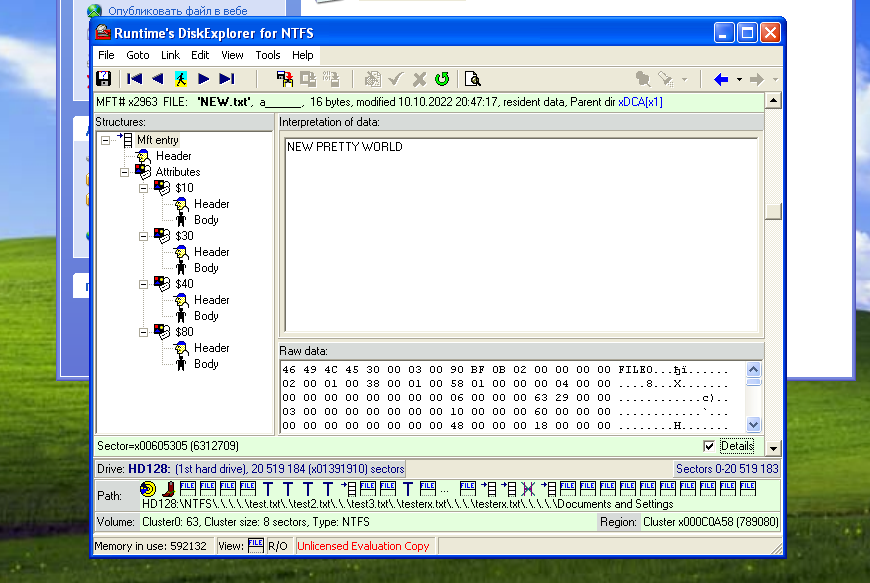 Опубликовать файл в вебе
Runtime's DiskExplorer for NTFS
File Goto Link Edit View Tools Help
MFT# x2963 FILE: 'NEW.txt', a______, 16 bytes, modified 10.10.2022 20:47:17, resident data, Parent dir xDCA[x1]
Structures:
Mft entry
Header
Attributes
$10
Header
Body
$30
Header
Body
$40
Header
Body
$80
Header
Body
Interpretation of data:
NEW PRETTY WORLD
Raw data:
46 49 4C 45 30 00 03 00 90 BF 0B 02 00 00 00 00 FILE0...ђї......
02 00 01 00 38 00 01 00 58 01 00 00 00 04 00 00 ....8...X.......
00 00 00 00 00 00 00 00 06 00 00 00 63 29 00 00 ............c)..
03 00 00 00 00 00 00 00 10 00 00 00 60 00 00 00 ............`...
00 00 00 00 00 00 00 00 48 00 00 00 18 00 00 00 ........H.......
Sector=x00605305 (6312709)
Details
Drive: HD128: (1st hard drive), 20 519 184 (x01391910) sectors
Sectors 0-20 519 183
Path:
HD128:\NTFS\.\.\.\.\test.txt\.\test2.txt\.\.\test3.txt\.\testerx.txt\.\.\.\testerx.txt\.\.\.\.\Documents and Settings
Volume: Cluster0: 63, Cluster size: 8 sectors, Type: NTFS
Region: Cluster x000C0A58 (789080)
Memory in use: 592132 View: FILE R/O Unlicensed Evaluation Copy